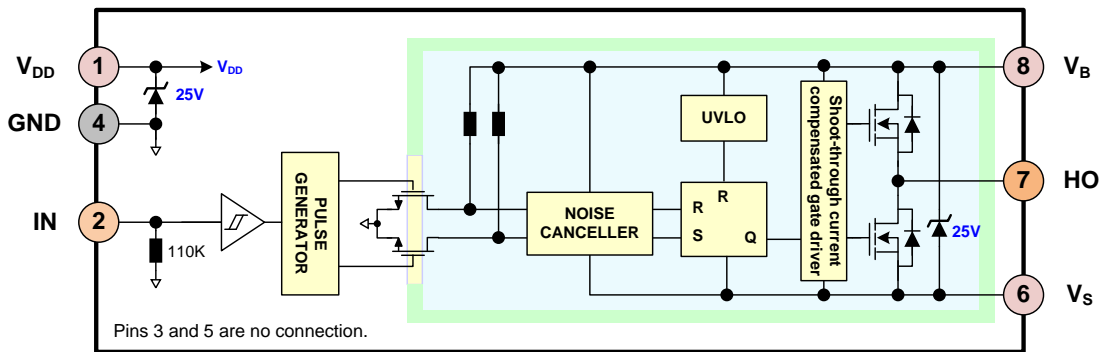 VDD
1
VDD
25V
GND
4
IN
2
110K
PULSE
GENERATOR
NOISE
CANCELLER
UVLO
R
R
S
Q
Shoot-through current
compensated gate driver
25V
8
VB
7
HO
6
VS
Pins 3 and 5 are no connection.